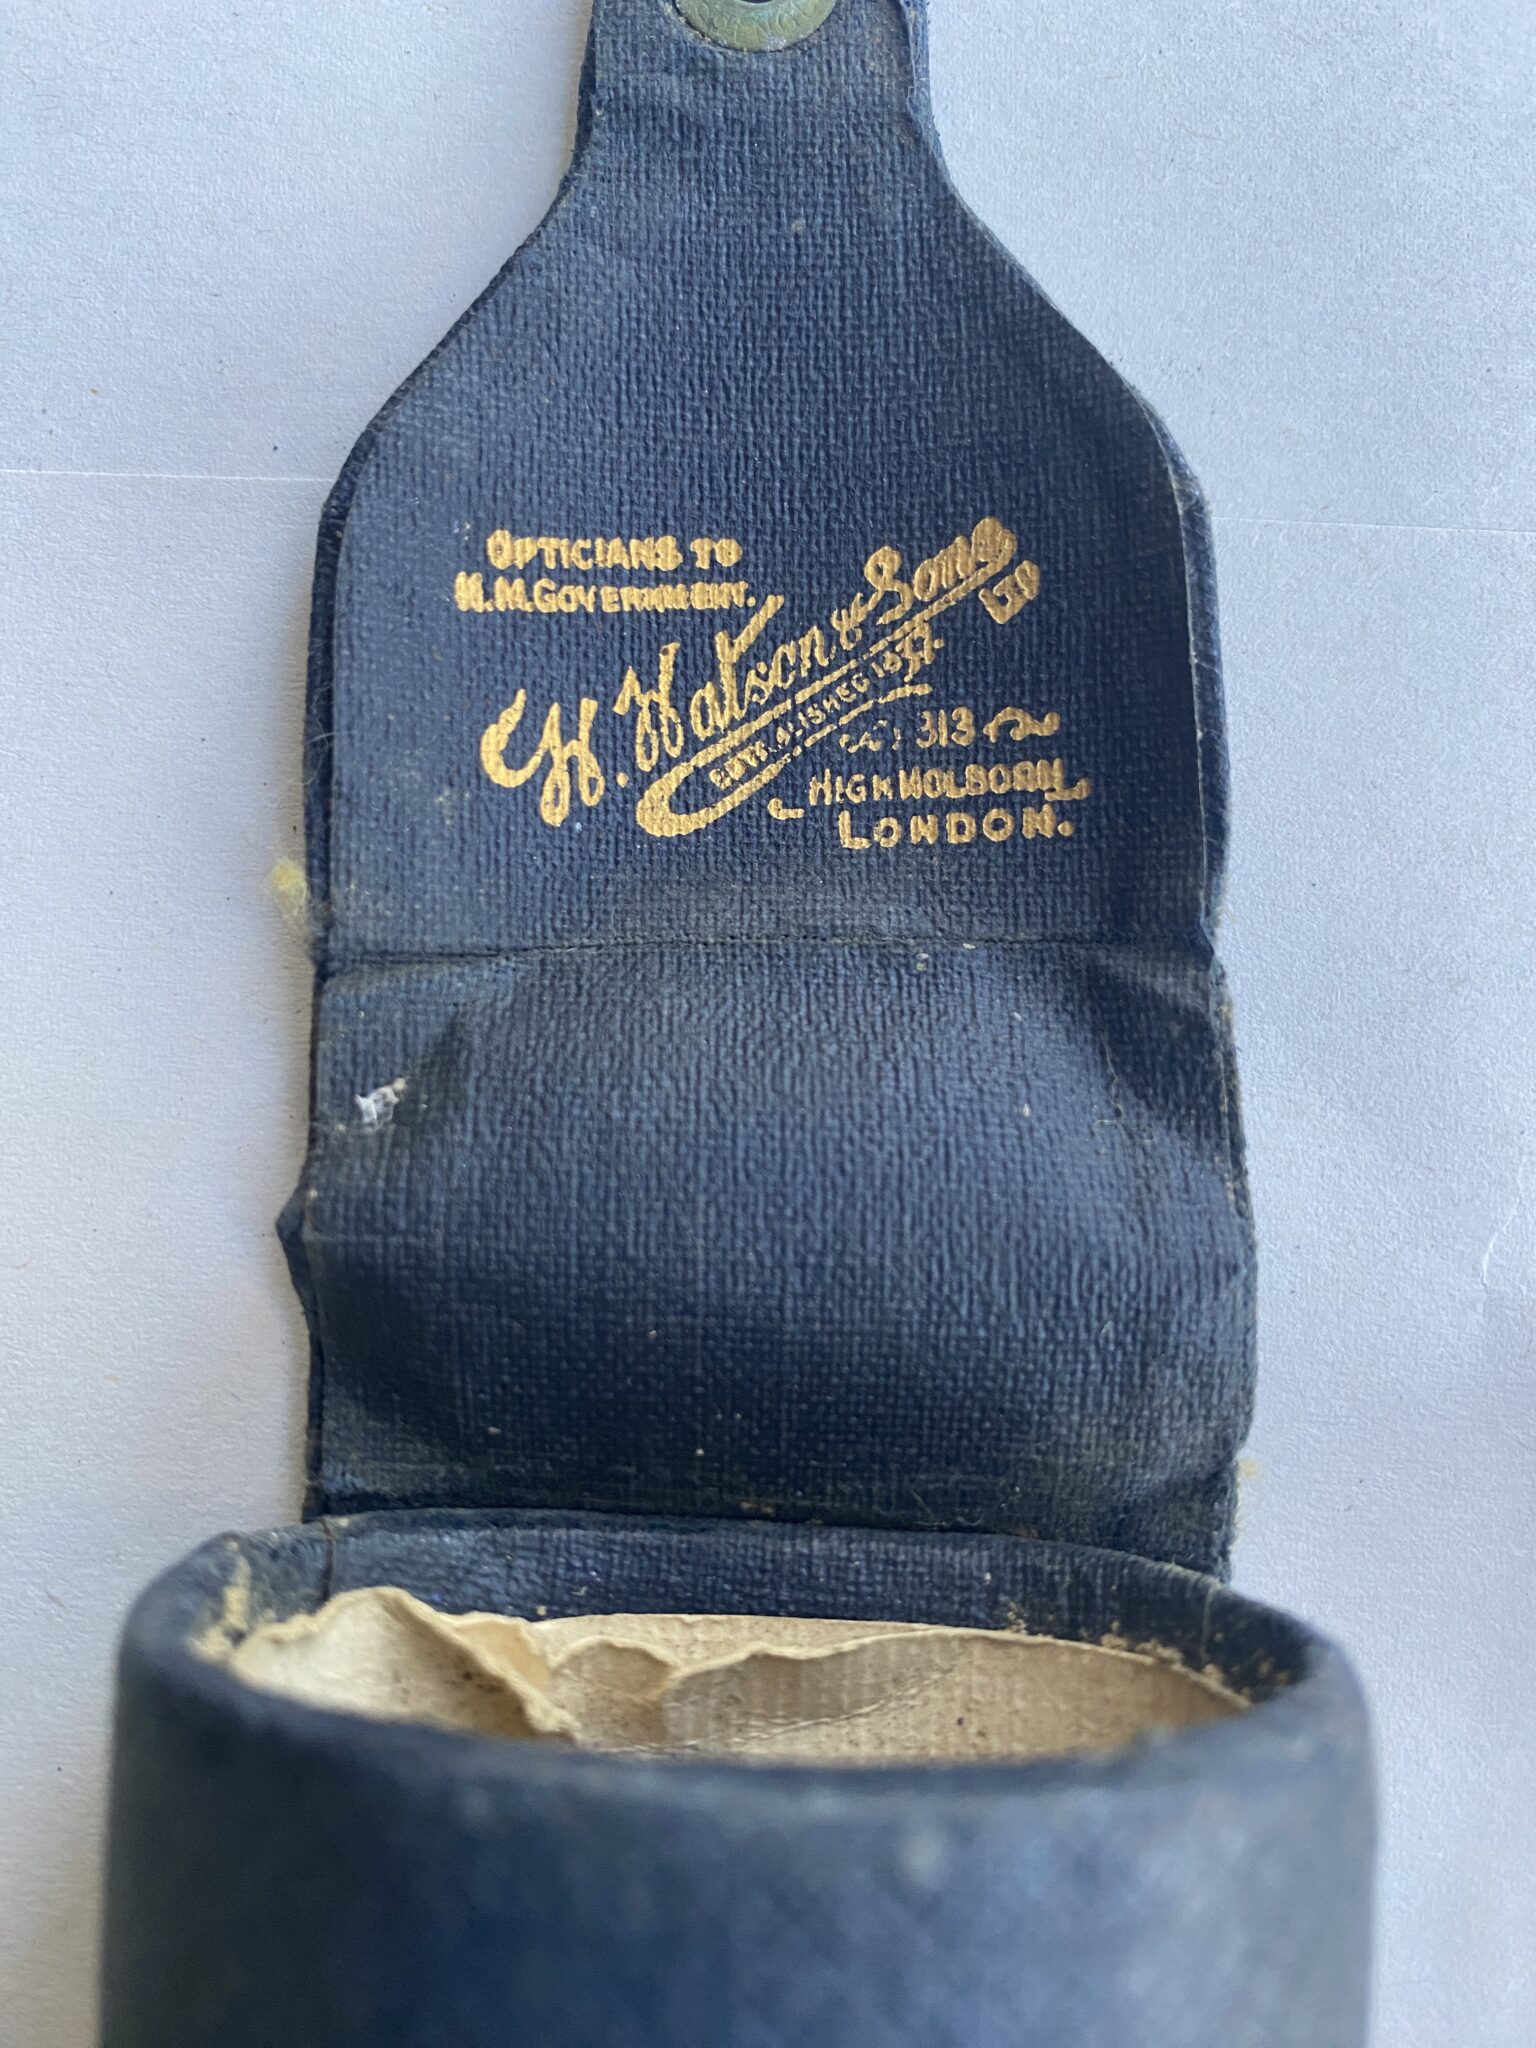 OPTICIANS TO
H.M. GOVERNMENT.
W. Watson & Sons LD
ESTABLISHED 1837.
313
HIGH HOLBORN
LONDON.